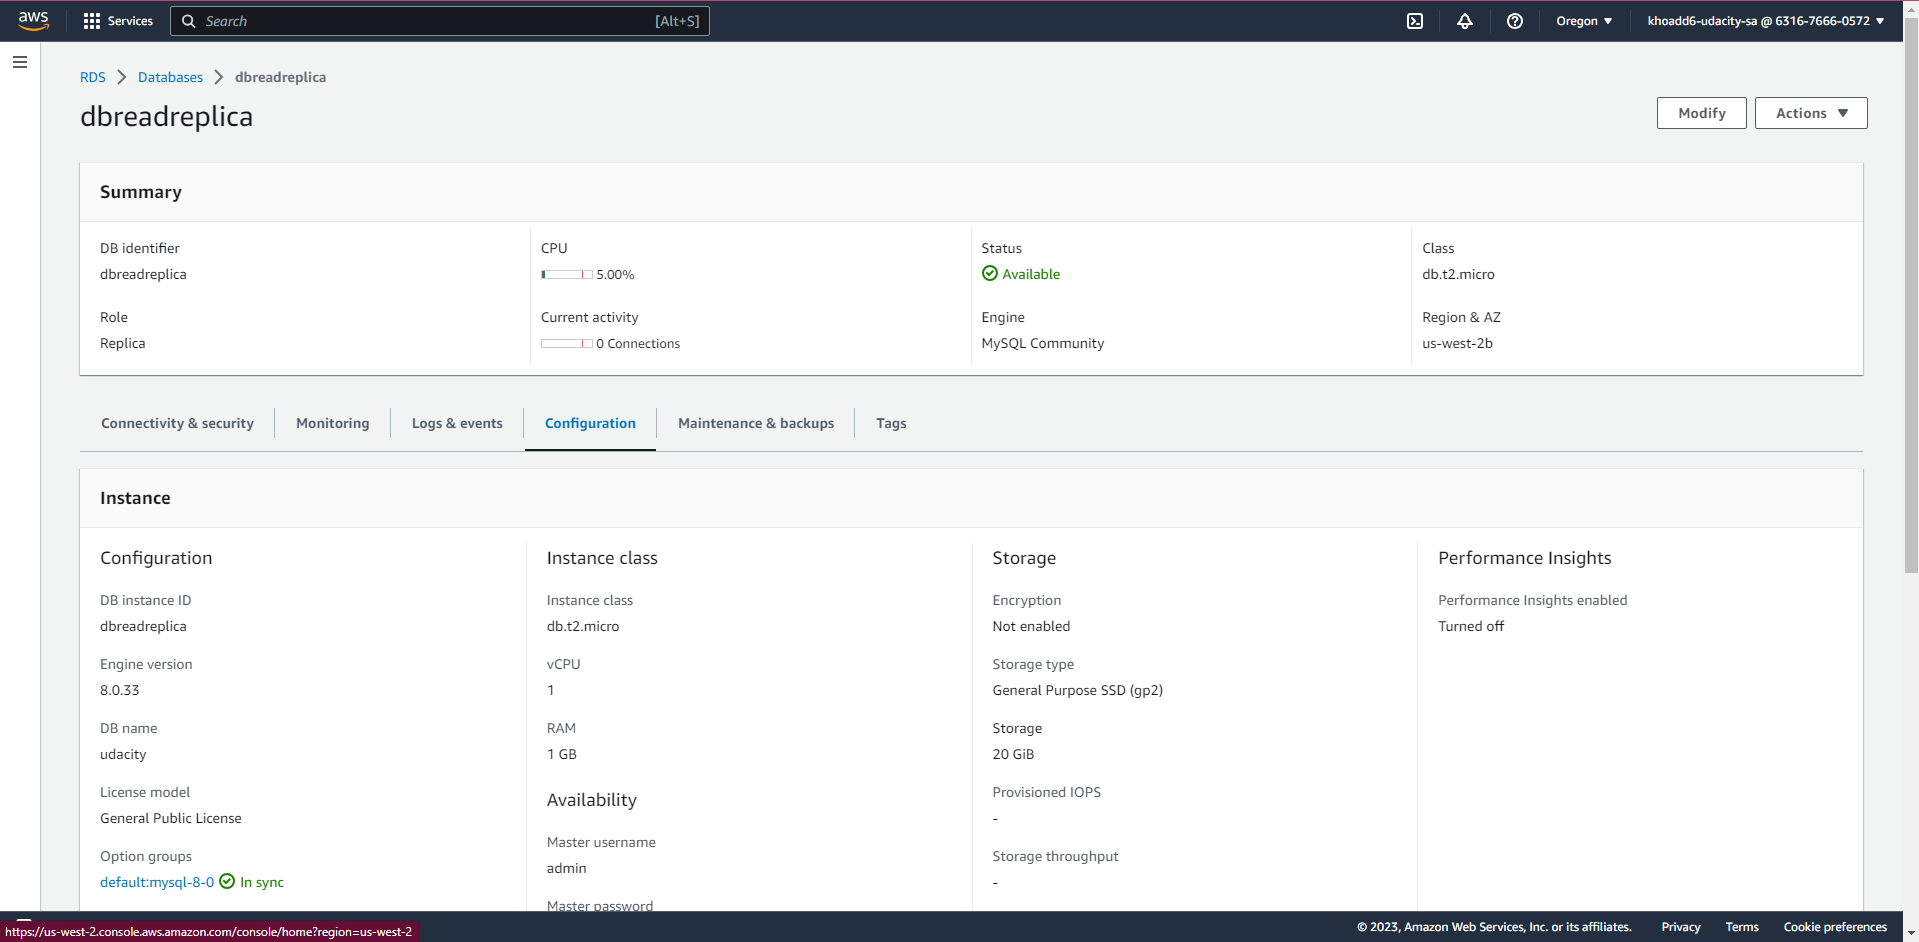 aws
Services
Search
[Alt+S]
Oregon
khoadd6-udacity-sa @ 6316-7666-0572
RDS
Databases
dbreadreplica
dbreadreplica
Modify
Actions
Summary
DB identifier
dbreadreplica
CPU
5.00%
Status
Available
Class
db.t2.micro
Role
Replica
Current activity
0 Connections
Engine
MySQL Community
Region & AZ
us-west-2b
Connectivity & security
Monitoring
Logs & events
Configuration
Maintenance & backups
Tags
Instance
Configuration
DB instance ID
dbreadreplica
Engine version
8.0.33
DB name
udacity
License model
General Public License
Option groups
default:mysql-8-0
In sync
Instance class
Instance class
db.t2.micro
vCPU
1
RAM
1 GB
Availability
Master username
admin
Master password
Storage
Encryption
Not enabled
Storage type
General Purpose SSD (gp2)
Storage
20 GiB
Provisioned IOPS
-
Storage throughput
-
Performance Insights
Performance Insights enabled
Turned off
https://us-west-2.console.aws.amazon.com/console/home?region=us-west-2
© 2023, Amazon Web Services, Inc. or its affiliates.
Privacy
Terms
Cookie preferences